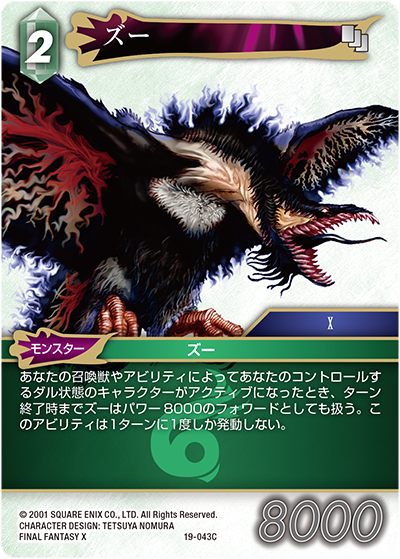 2
ズー
X
モンスター
ズー
あなたの召喚獣やアビリティによってあなたのコントロールす
るダル状態のキャラクターがアクティブになったとき、ターン
終了時までズーはパワー8000のフォワードとしても扱う。こ
のアビリティは1ターンに1度しか発動しない。
© 2001 SQUARE ENIX CO., LTD. All Rights Reserved.
CHARACTER DESIGN: TETSUYA NOMURA
FINAL FANTASY X
19-043C
8000